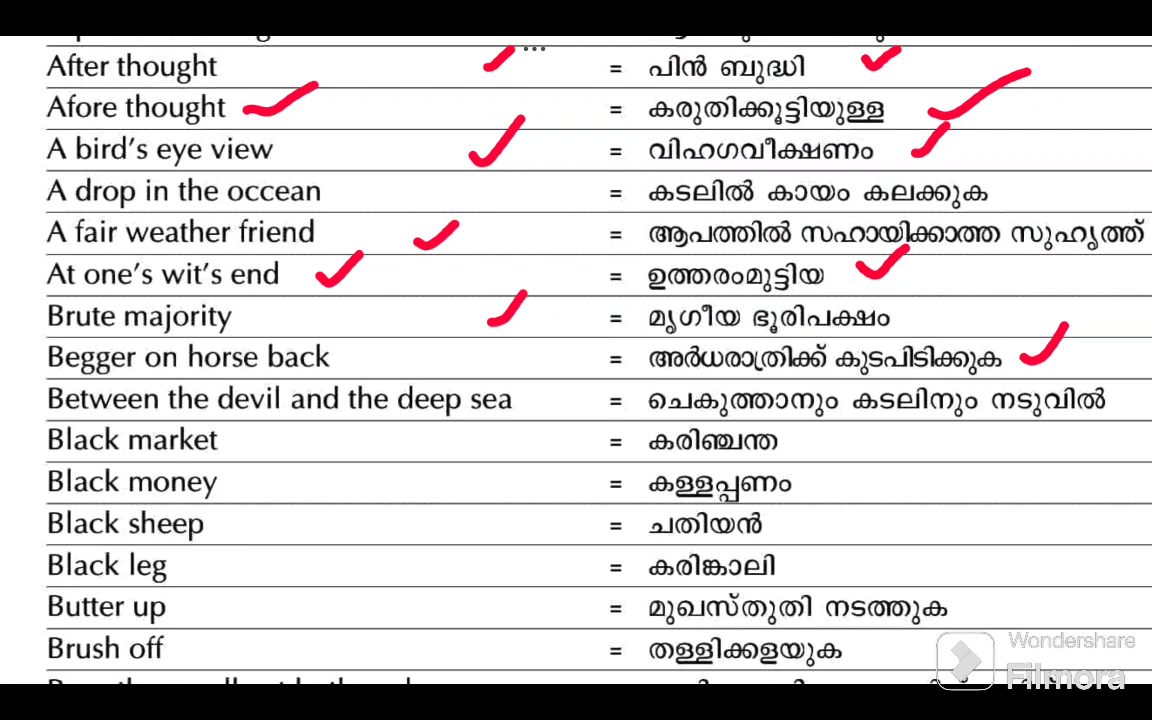 After thought = പിൻ ബുദ്ധി
Afore thought = കരുതിക്കൂട്ടിയുള്ള
A bird's eye view = വിഹഗവീക്ഷണം
A drop in the occean = കടലിൽ കായം കലക്കുക
A fair weather friend = ആപത്തിൽ സഹായിക്കാത്ത സുഹൃത്ത്
At one's wit's end = ഉത്തരംമുട്ടിയ
Brute majority = മൃഗീയ ഭൂരിപക്ഷം
Begger on horse back = അർധരാത്രിക്ക് കുടപിടിക്കുക
Between the devil and the deep sea = ചെകുത്താനും കടലിനും നടുവിൽ
Black market = കരിഞ്ചന്ത
Black money = കള്ളപ്പണം
Black sheep = ചതിയൻ
Black leg = കരിങ്കാലി
Butter up = മുഖസ്തുതി നടത്തുക
Brush off = തള്ളിക്കളയുക
Wondershare
Filmora